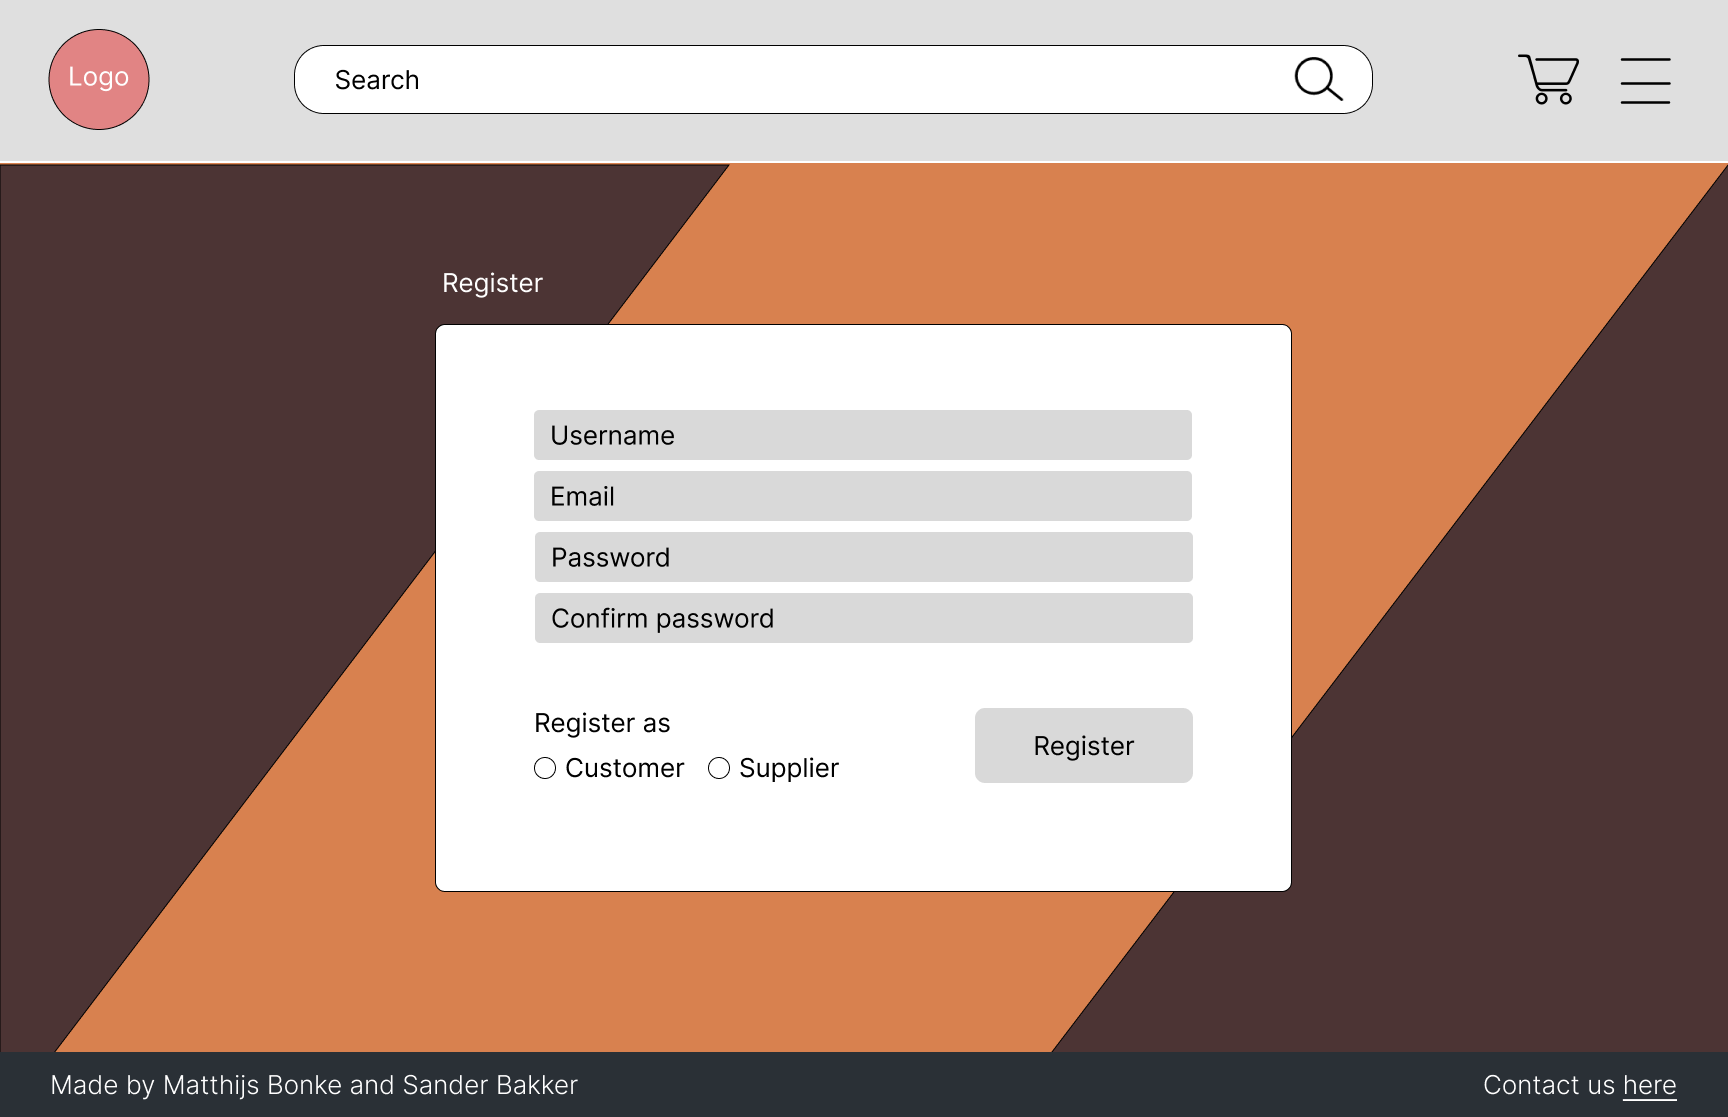 Logo
Search
Register
Username
Email
Password
Confirm password
Register as
Customer Supplier
Register
Made by Matthijs Bonke and Sander Bakker
Contact us here